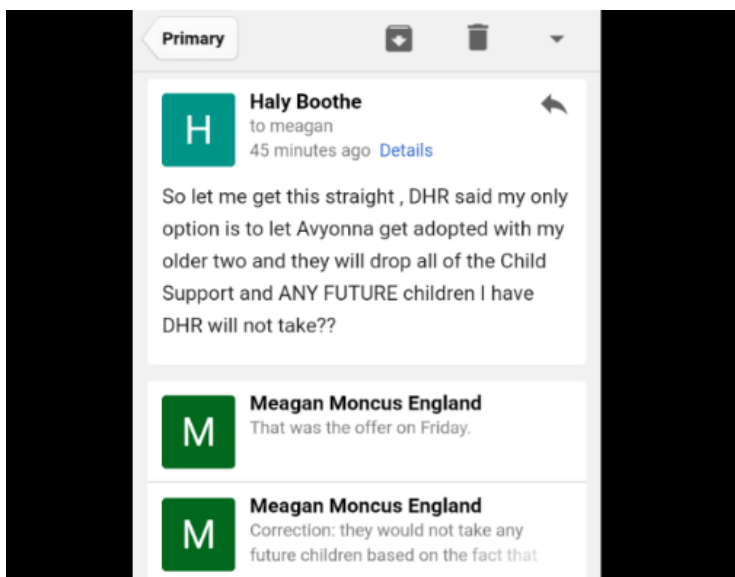 Primary
H
Haly Boothe
to meagan
45 minutes ago Details
So let me get this straight , DHR said my only
option is to let Avyonna get adopted with my
older two and they will drop all of the Child
Support and ANY FUTURE children I have
DHR will not take??
M
Meagan Moncus England
That was the offer on Friday.
M
Meagan Moncus England
Correction: they would not take any
future children based on the fact that